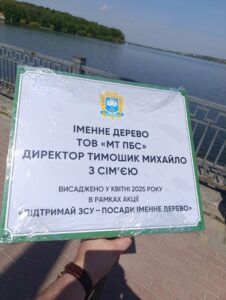 ІМЕННЕ ДЕРЕВО
ТОВ «МТ ПБС»
ДИРЕКТОР ТИМОШИК МИХАЙЛО
З СІМ'ЄЮ
ВИСАДЖЕНО У КВІТНІ 2025 РОКУ
В РАМКАХ АКЦІЇ
«ПІДТРИМАЙ ЗСУ – ПОСАДИ ІМЕННЕ ДЕРЕВО»